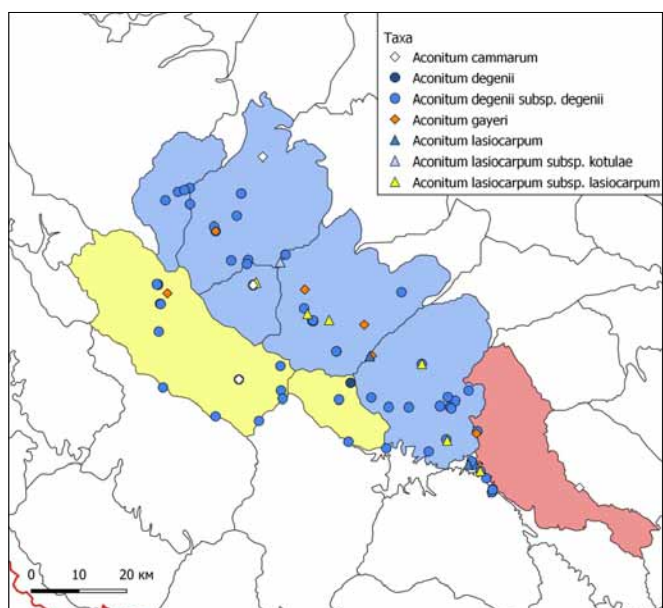 Taxa
Aconitum cammarum
Aconitum degenii
Aconitum degenii subsp. degenii
Aconitum gayeri
Aconitum lasiocarpum
Aconitum lasiocarpum subsp. kotulae
Aconitum lasiocarpum subsp. lasiocarpum
0 10 20 км